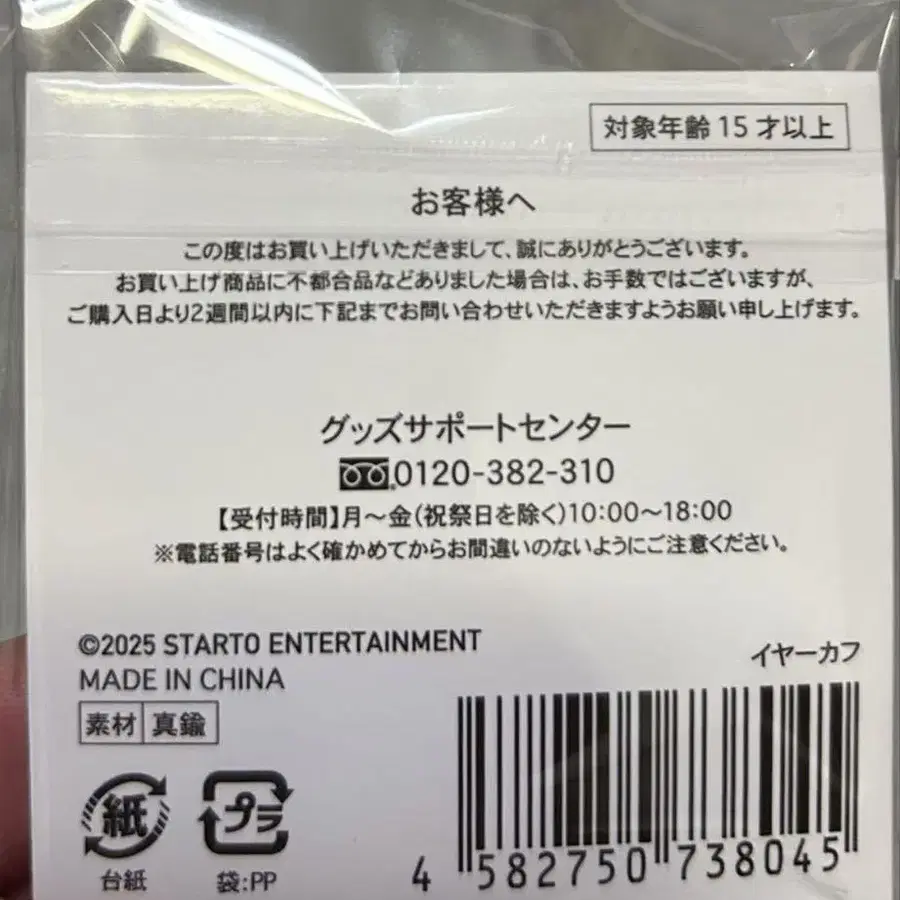 対象年齢15才以上
お客様へ
この度はお買い上げいただきまして、誠にありがとうございます。
お買い上げ商品に不都合品などありました場合は、お手数ではございますが、
ご購入日より2週間以内に下記までお問い合わせいただきますようお願い申し上げます。
グッズサポートセンター
0120-382-310
【受付時間】月～金(祝祭日を除く)10:00～18:00
※電話番号はよく確かめてからお間違いのないようにご注意ください。
©2025 STARTO ENTERTAINMENT
MADE IN CHINA
イヤーカフ
素材 真鍮
紙 プラ
台紙 袋:PP
4 582750 738045